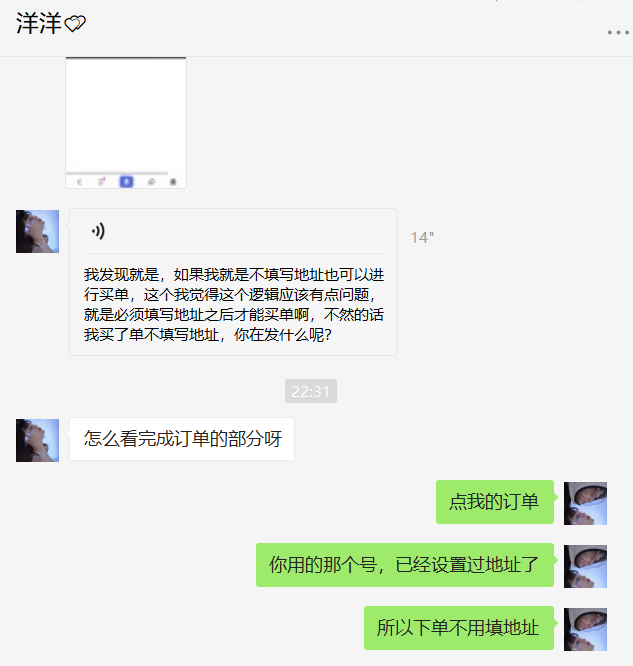 洋洋
14"
我发现就是，如果我就是不填写地址也可以进
行买单，这个我觉得这个逻辑应该有点问题，
就是必须填写地址之后才能买单啊，不然的话
我买了单不填写地址，你在发什么呢？
22:31
怎么看完成订单的部分呀
点我的订单
你用的那个号，已经设置过地址了
所以下单不用填地址